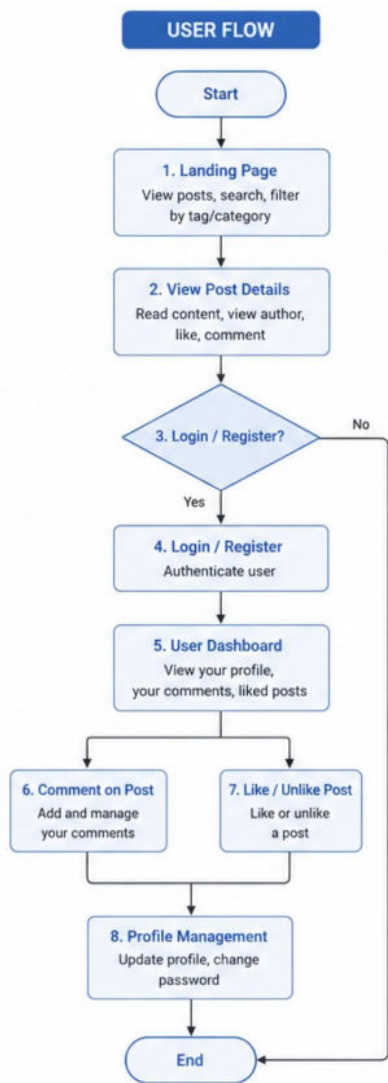 USER FLOW
Start
1. Landing Page
View posts, search, filter
by tag/category
2. View Post Details
Read content, view author,
like, comment
3. Login / Register?
No
Yes
4. Login / Register
Authenticate user
5. User Dashboard
View your profile,
your comments, liked posts
6. Comment on Post
Add and manage
your comments
7. Like / Unlike Post
Like or unlike
a post
8. Profile Management
Update profile, change
password
End